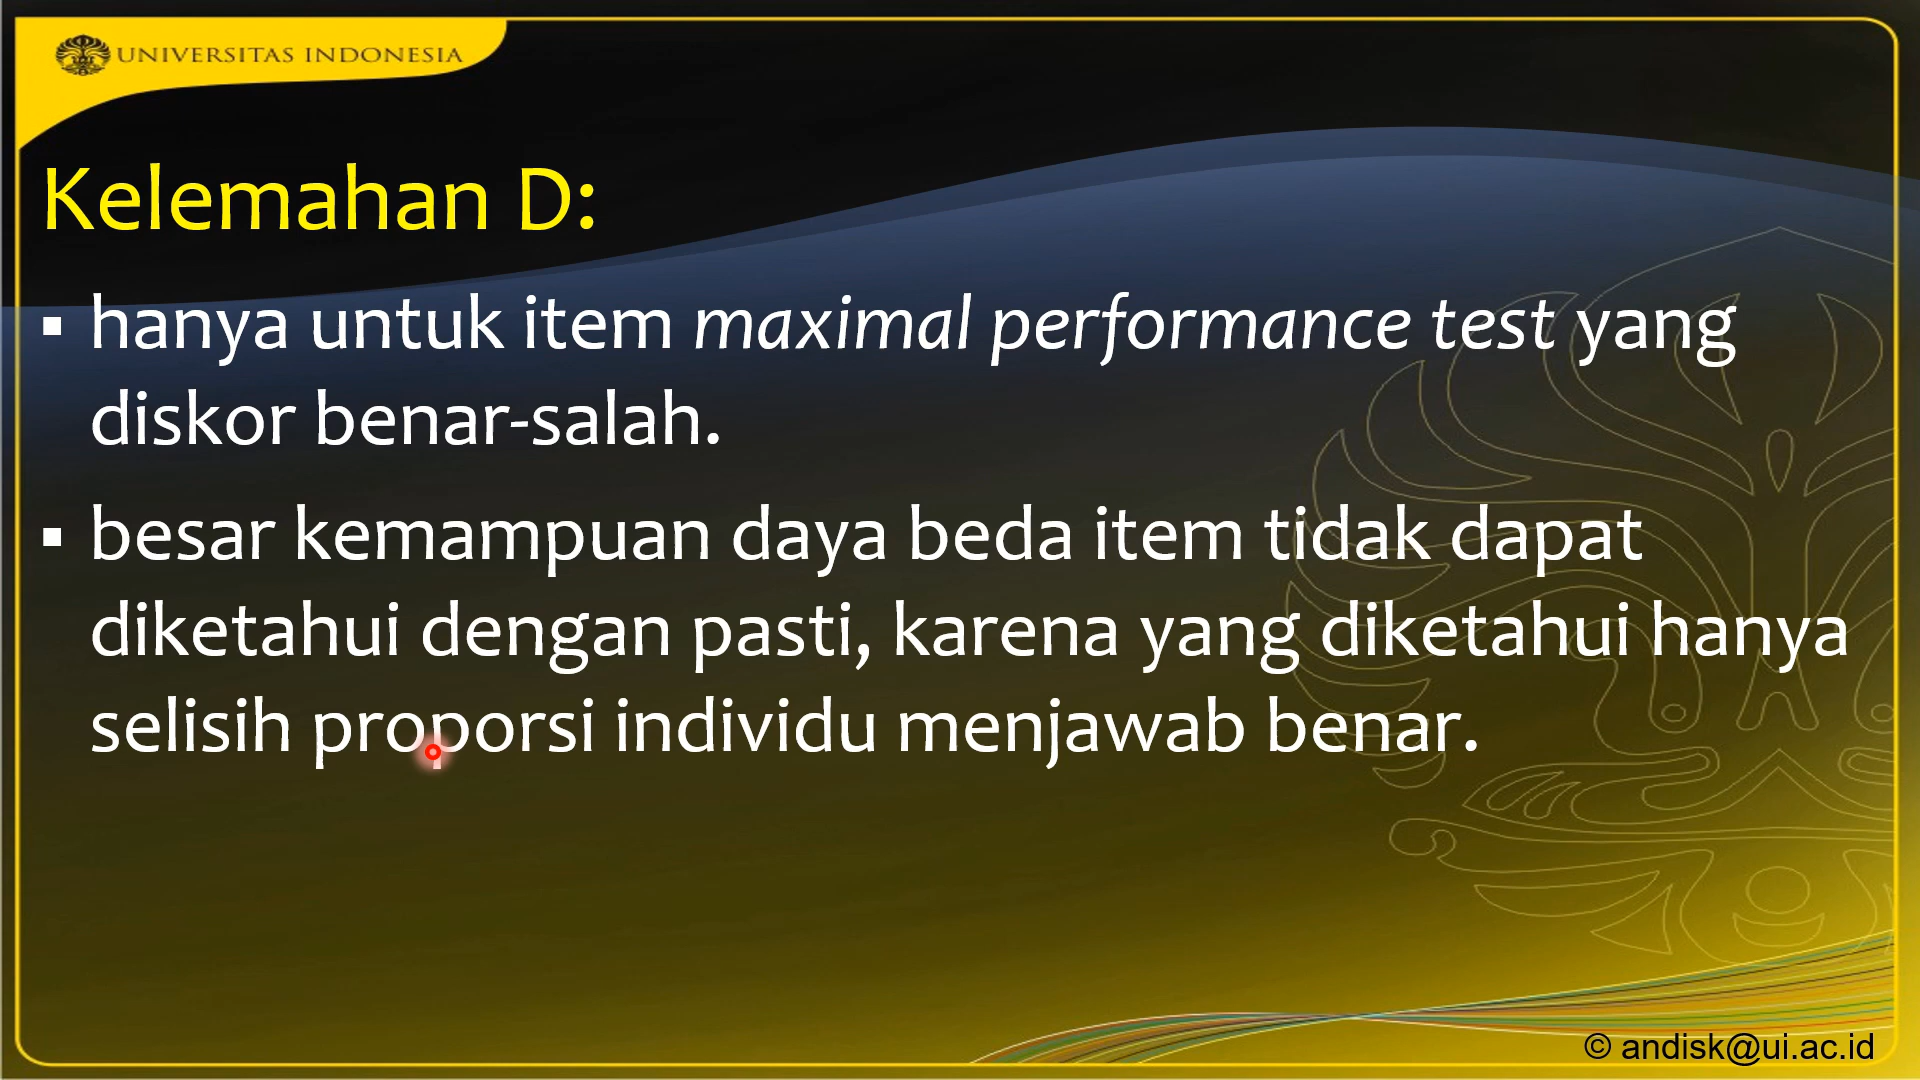 UNIVERSITAS INDONESIA
Kelemahan D:
▪ hanya untuk item maximal performance test yang
diskor benar-salah.
▪ besar kemampuan daya beda item tidak dapat
diketahui dengan pasti, karena yang diketahui hanya
selisih proporsi individu menjawab benar.
© andisk@ui.ac.id